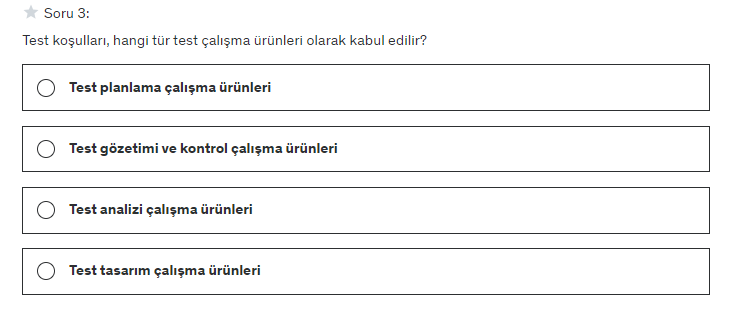 Soru 3:
Test koşulları, hangi tür test çalışma ürünleri olarak kabul edilir?
Test planlama çalışma ürünleri
Test gözetimi ve kontrol çalışma ürünleri
Test analizi çalışma ürünleri
Test tasarım çalışma ürünleri